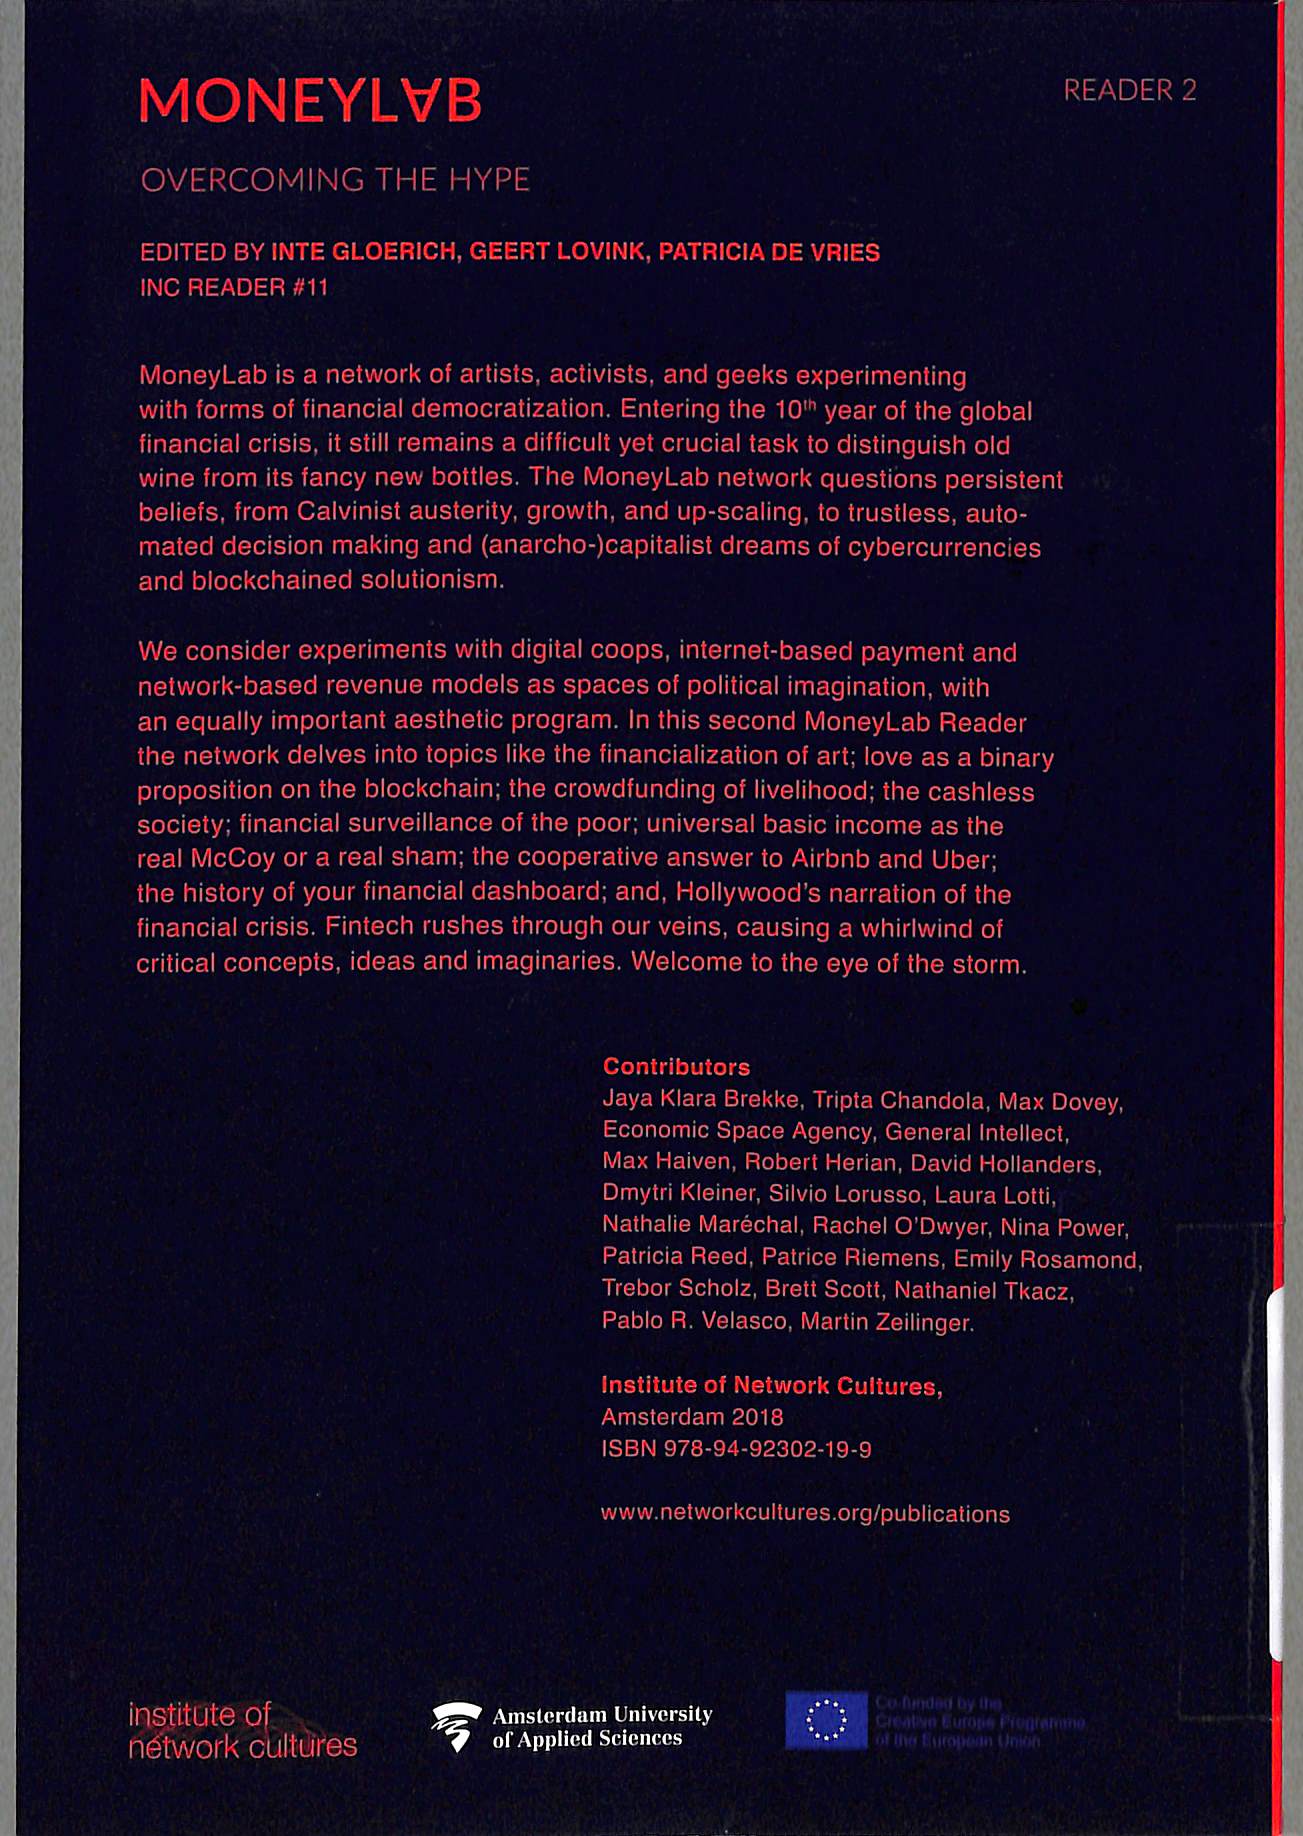 MONEYL∀B
READER 2
OVERCOMING THE HYPE
EDITED BY INTE GLOERICH, GEERT LOVINK, PATRICIA DE VRIES
INC READER #11
MoneyLab is a network of artists, activists, and geeks experimenting
with forms of financial democratization. Entering the 10th year of the global
financial crisis, it still remains a difficult yet crucial task to distinguish old
wine from its fancy new bottles. The MoneyLab network questions persistent
beliefs, from Calvinist austerity, growth, and up-scaling, to trustless, auto-
mated decision making and (anarcho-)capitalist dreams of cybercurrencies
and blockchained solutionism.
We consider experiments with digital coops, internet-based payment and
network-based revenue models as spaces of political imagination, with
an equally important aesthetic program. In this second MoneyLab Reader
the network delves into topics like the financialization of art; love as a binary
proposition on the blockchain; the crowdfunding of livelihood; the cashless
society; financial surveillance of the poor; universal basic income as the
real McCoy or a real sham; the cooperative answer to Airbnb and Uber;
the history of your financial dashboard; and, Hollywood's narration of the
financial crisis. Fintech rushes through our veins, causing a whirlwind of
critical concepts, ideas and imaginaries. Welcome to the eye of the storm.
Contributors
Jaya Klara Brekke, Tripta Chandola, Max Dovey,
Economic Space Agency, General Intellect,
Max Haiven, Robert Herian, David Hollanders,
Dmytri Kleiner, Silvio Lorusso, Laura Lotti,
Nathalie Maréchal, Rachel O'Dwyer, Nina Power,
Patricia Reed, Patrice Riemens, Emily Rosamond,
Trebor Scholz, Brett Scott, Nathaniel Tkacz,
Pablo R. Velasco, Martin Zeilinger.
Institute of Network Cultures,
Amsterdam 2018
ISBN 978-94-92302-19-9
www.networkcultures.org/publications
institute of
network cultures
Amsterdam University
of Applied Sciences
Co-funded by the
Creative Europe Programme
of the European Union